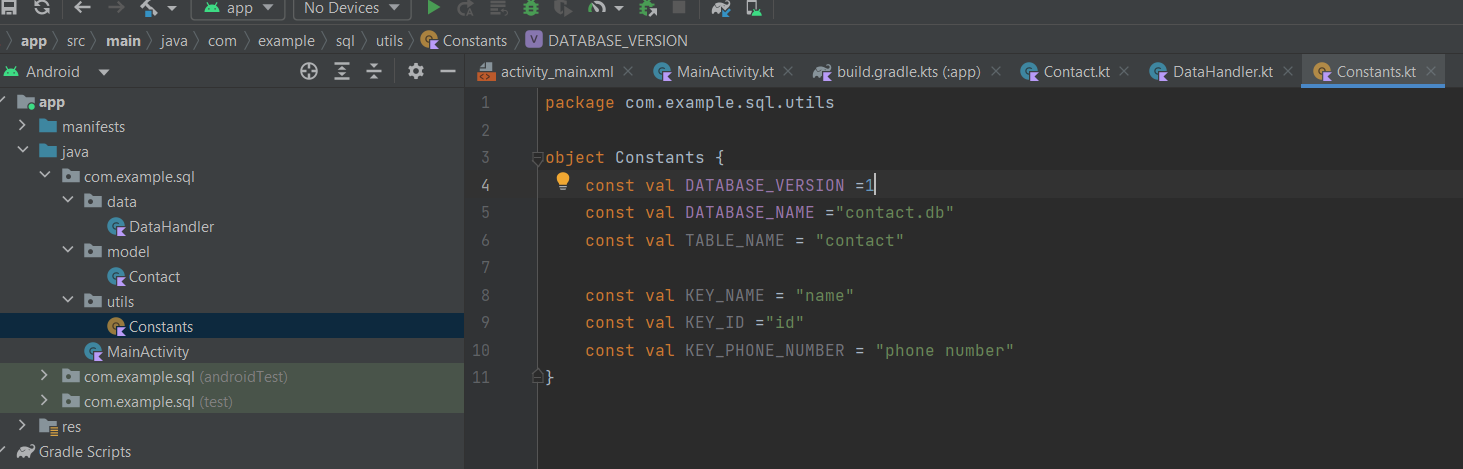 app No Devices
app src main java com example sql utils Constants V DATABASE_VERSION
Android
activity_main.xml MainActivity.kt build.gradle.kts (:app) Contact.kt DataHandler.kt Constants.kt
app
manifests
java
com.example.sql
data
DataHandler
model
Contact
utils
Constants
MainActivity
com.example.sql (androidTest)
com.example.sql (test)
res
Gradle Scripts
1 package com.example.sql.utils
2
3 object Constants {
4 const val DATABASE_VERSION =1
5 const val DATABASE_NAME ="contact.db"
6 const val TABLE_NAME = "contact"
7
8 const val KEY_NAME = "name"
9 const val KEY_ID ="id"
10 const val KEY_PHONE_NUMBER = "phone number"
11 }